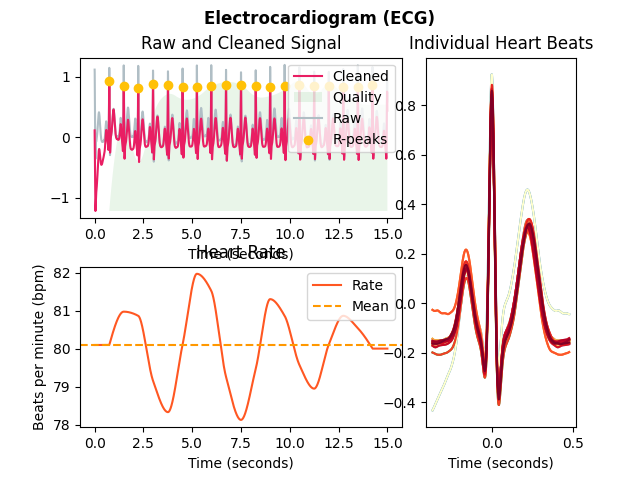 Electrocardiogram (ECG)
Raw and Cleaned Signal
1
0
−1
0.0 2.5 5.0 7.5 10.0 12.5 15.0
Time (seconds)
Cleaned
Quality
Raw
R-peaks
Heart Rate
Beats per minute (bpm)
82
81
80
79
78
0.0 2.5 5.0 7.5 10.0 12.5 15.0
Time (seconds)
Rate
Mean
Individual Heart Beats
0.8
0.6
0.4
0.2
0.0
−0.2
−0.4
0.0 0.5
Time (seconds)